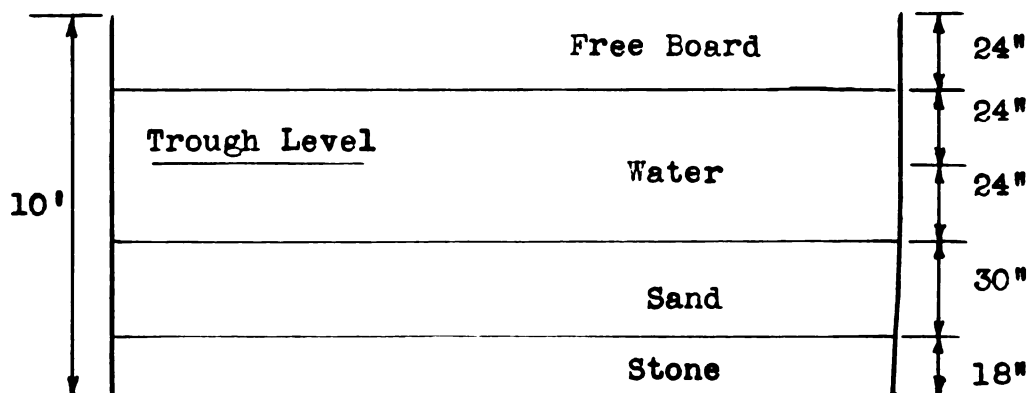 Free Board
24"
24"
Trough Level
Water
24"
10'
Sand
30"
Stone
18"